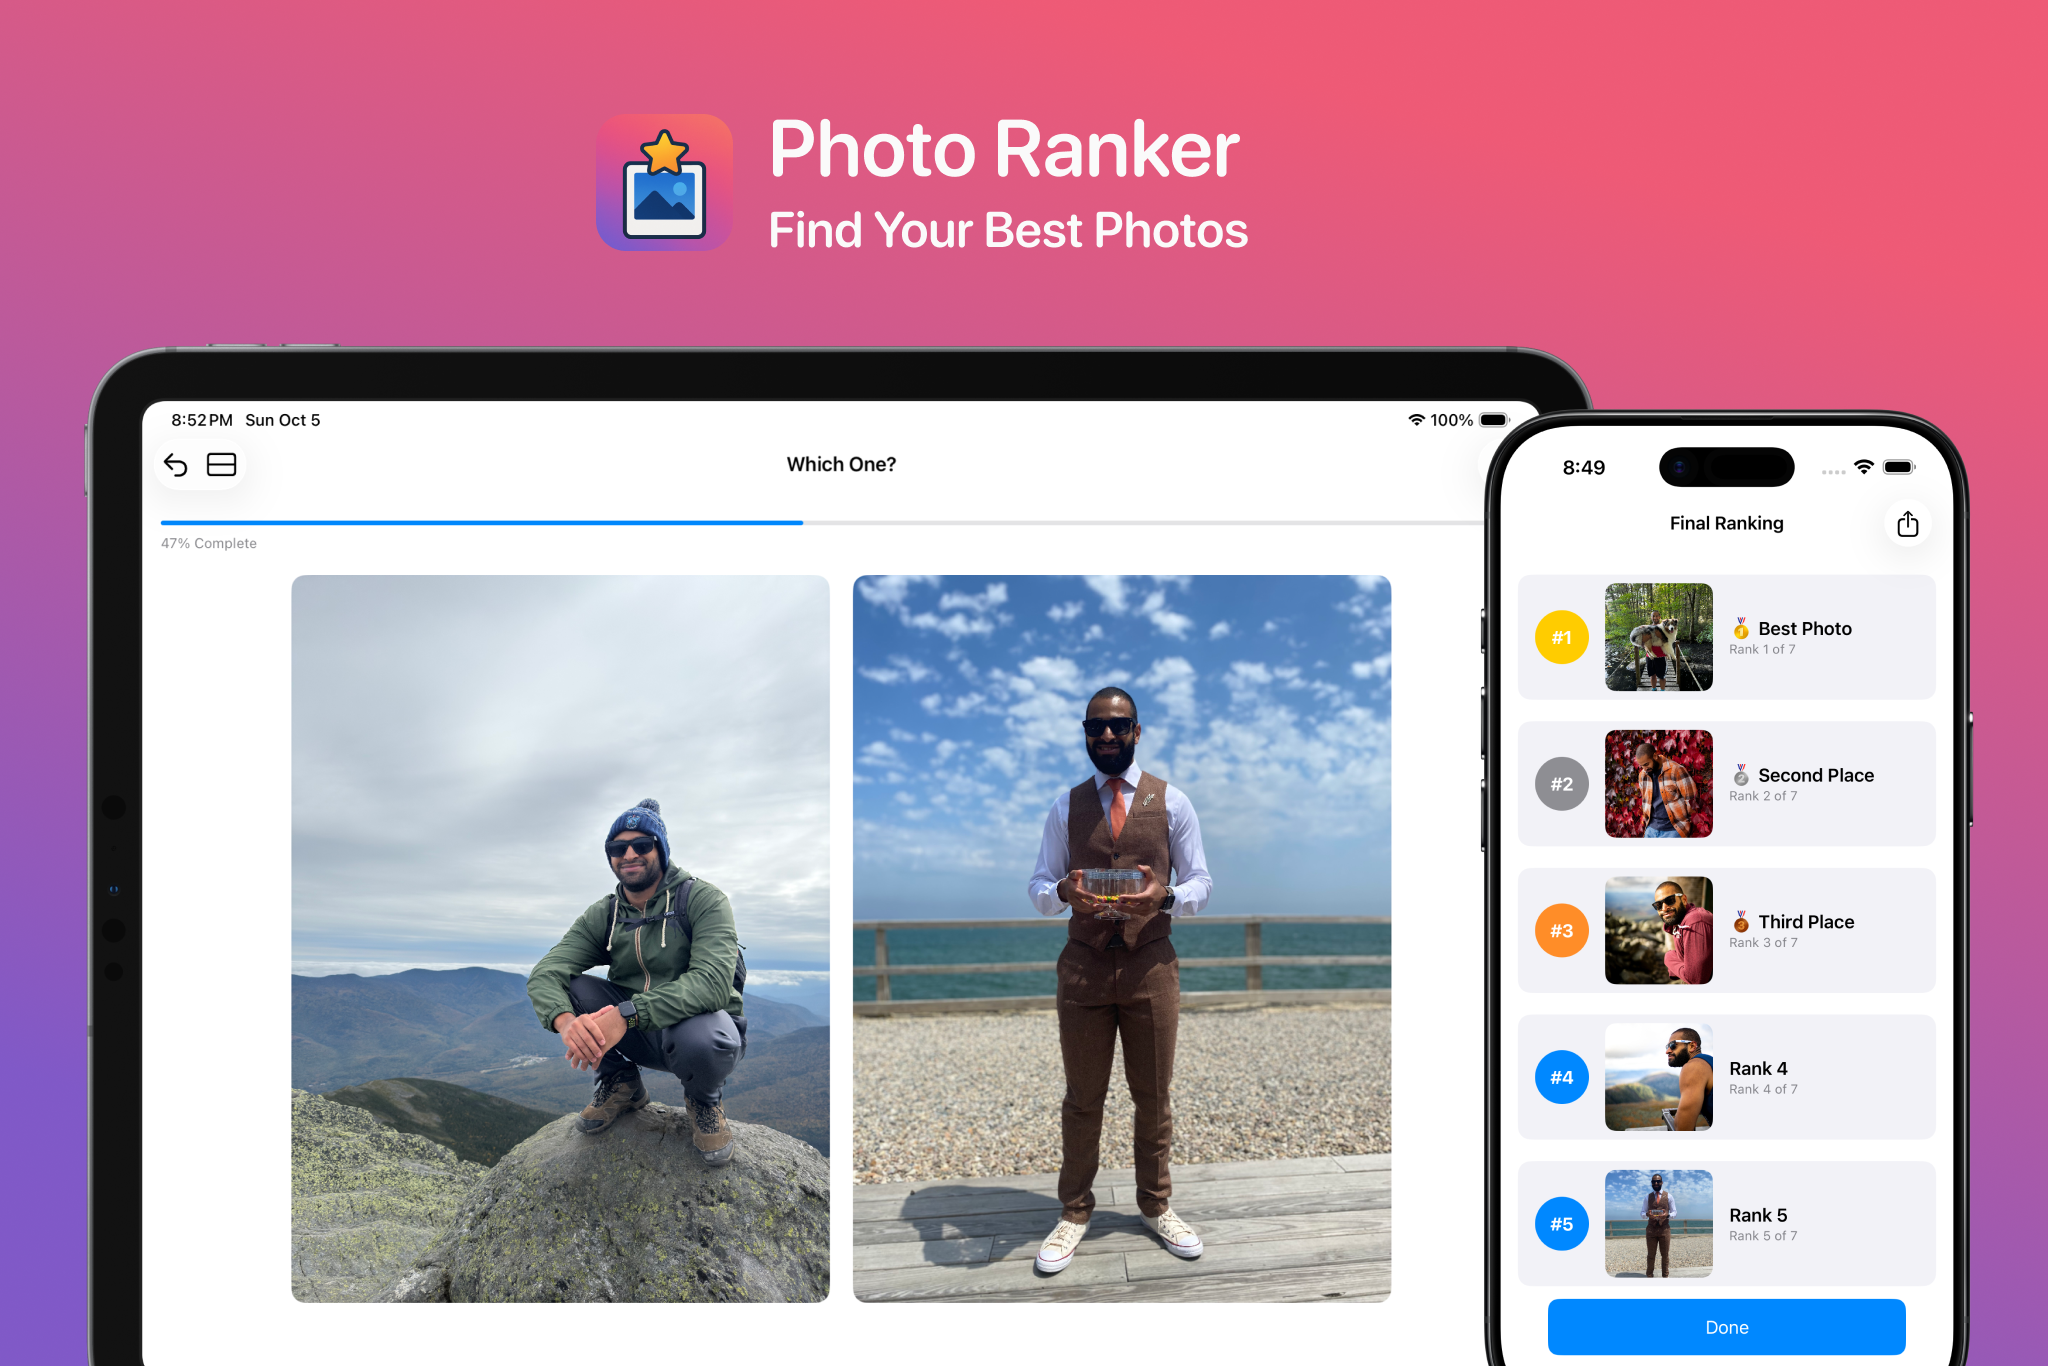 Photo Ranker
Find Your Best Photos
8:52 PM Sun Oct 5
100%
Which One?
47% Complete
8:49
Final Ranking
#1
1
Best Photo
Rank 1 of 7
#2
2
Second Place
Rank 2 of 7
#3
3
Third Place
Rank 3 of 7
#4
Rank 4
Rank 4 of 7
#5
Rank 5
Rank 5 of 7
Done